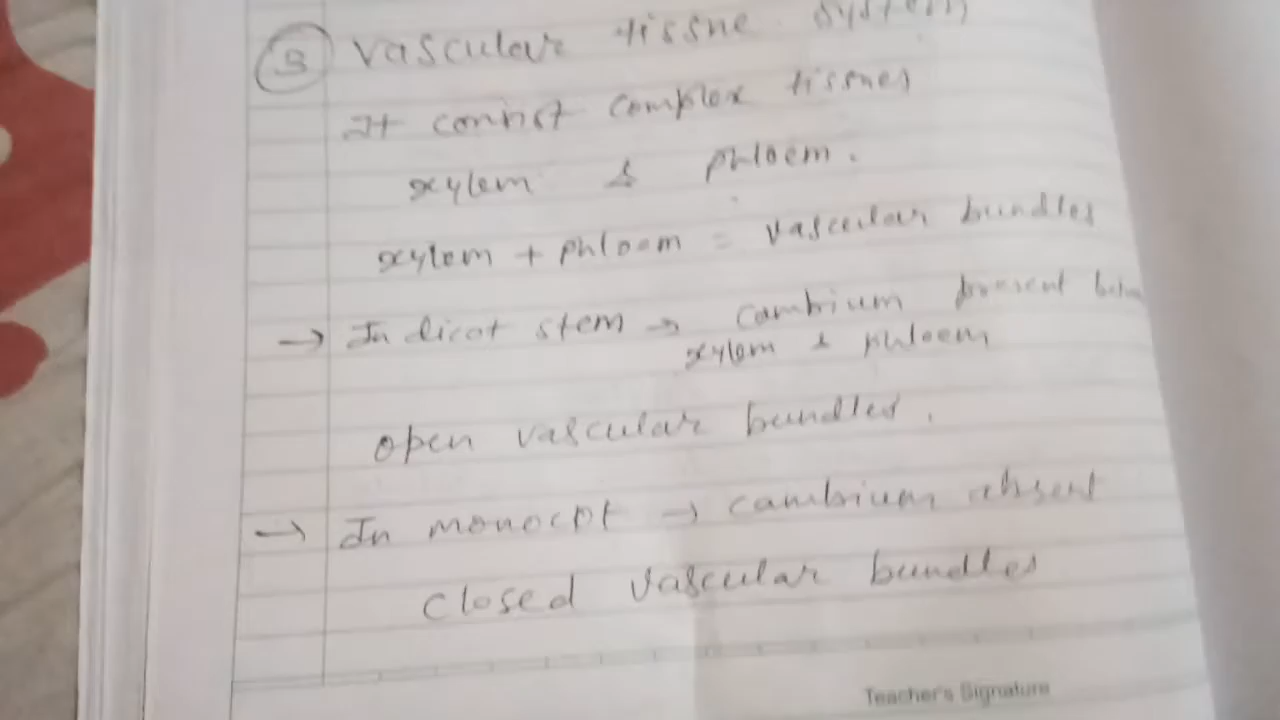 3 Vascular tissue system
It consist complex tissues
xylem & phloem.
xylem + phloem = vascular bundles
→ In dicot stem → cambium present
xylem & phloem
open vascular bundles.
→ In monocot → cambium absent
closed vascular bundles
Teacher's Signature